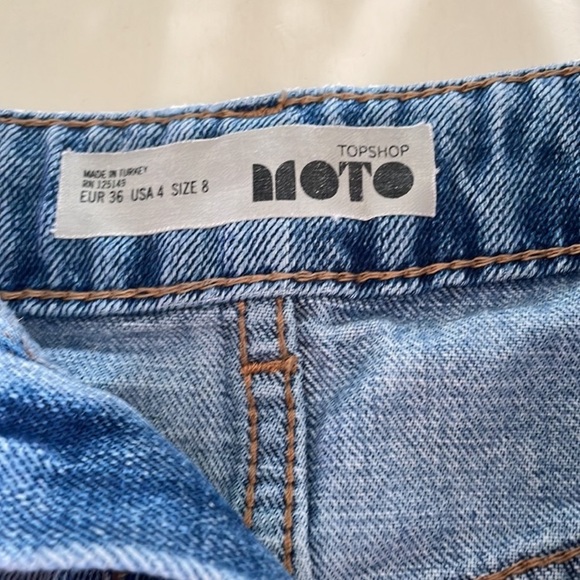 MADE IN TURKEY
RN 125149
EUR 36 USA 4 SIZE 8
TOPSHOP
MOTO